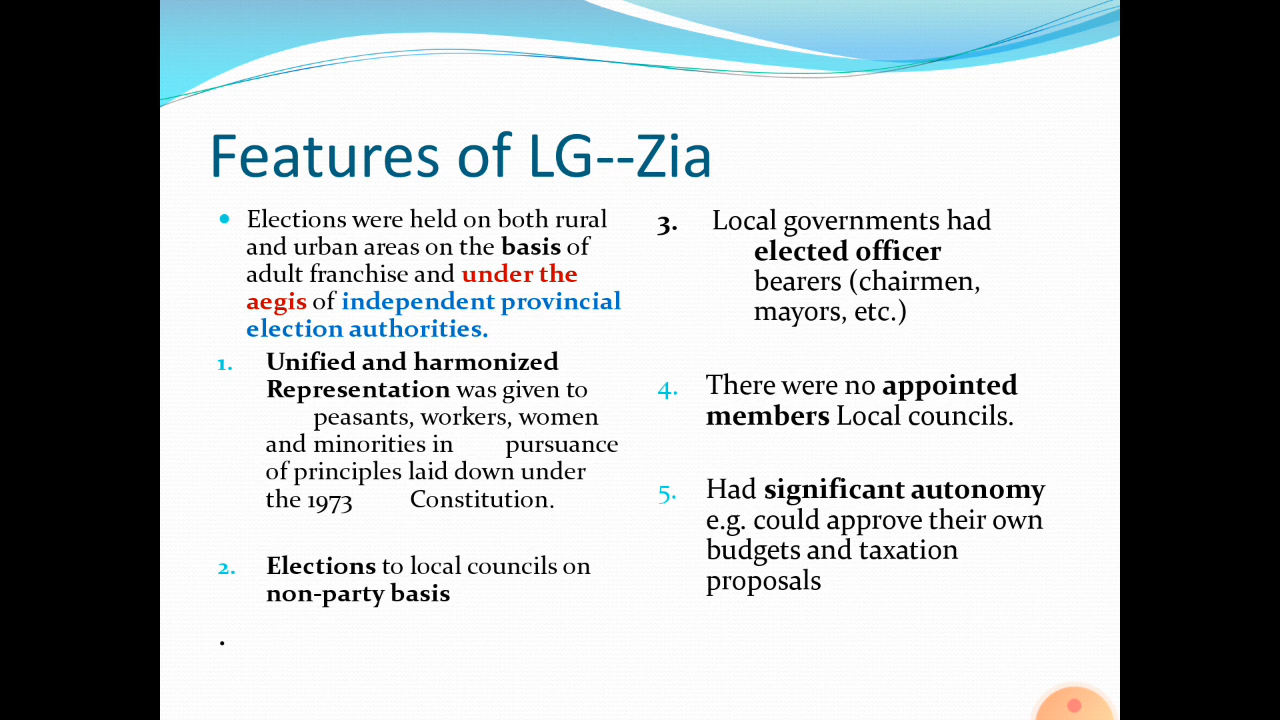 Features of LG--Zia
• Elections were held on both rural
and urban areas on the basis of
adult franchise and under the
aegis of independent provincial
election authorities.
1. Unified and harmonized
Representation was given to
peasants, workers, women
and minorities in pursuance
of principles laid down under
the 1973 Constitution.
2. Elections to local councils on
non-party basis
.
3. Local governments had
elected officer
bearers (chairmen,
mayors, etc.)
4. There were no appointed
members Local councils.
5. Had significant autonomy
e.g. could approve their own
budgets and taxation
proposals